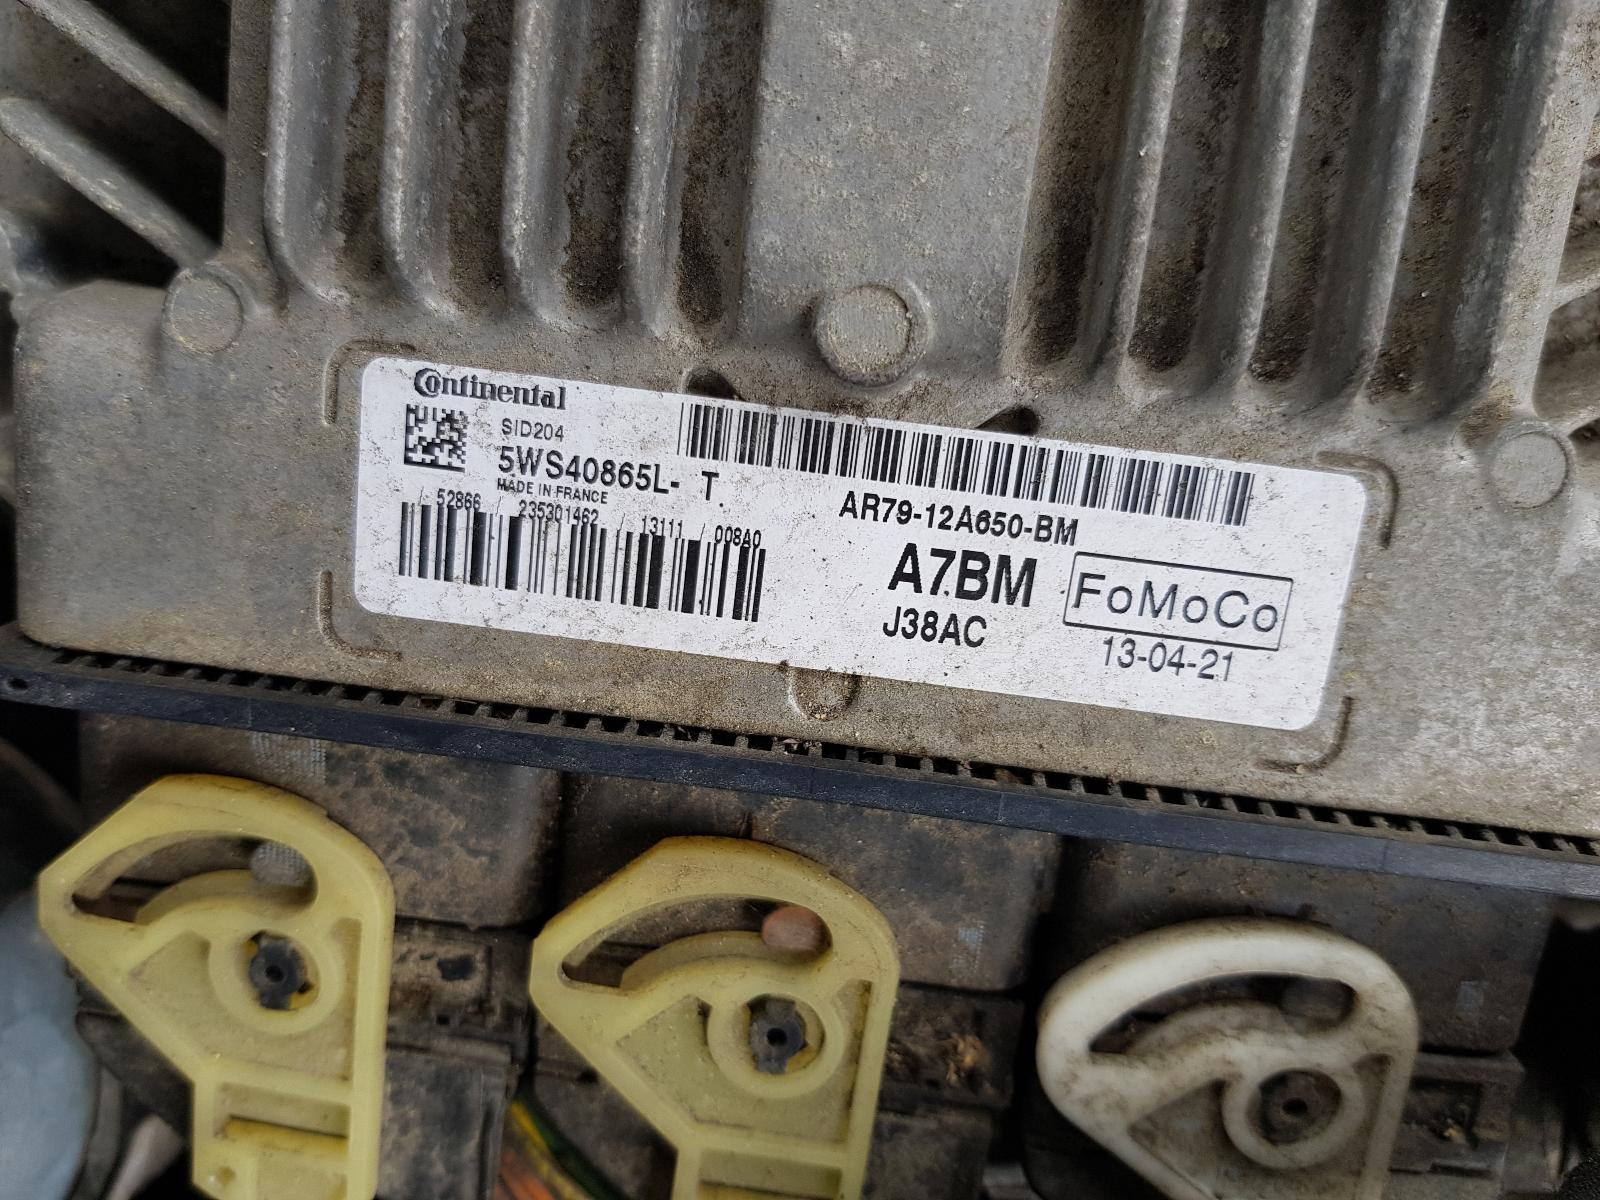 Continental
SID204
5WS40865L- T
MADE IN FRANCE
/ 52866 / 235301462 / 13111 / 008A0
AR79-12A650-BM
A7BM
J38AC
FoMoCo
13-04-21